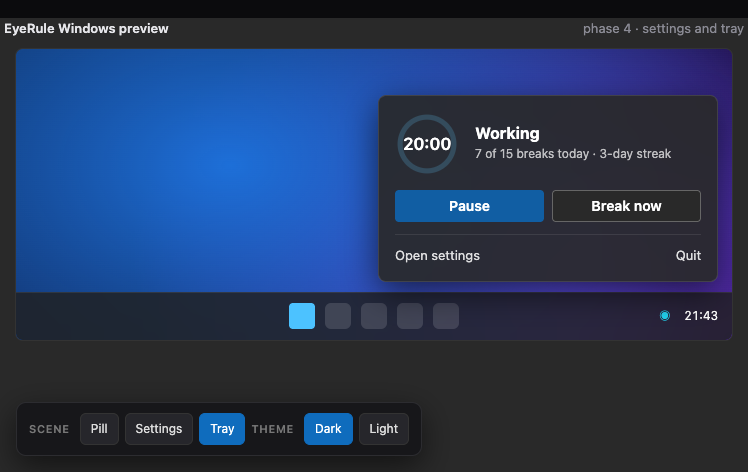 EyeRule Windows preview
phase 4 · settings and tray
20:00
Working
7 of 15 breaks today · 3-day streak
Pause
Break now
Open settings
Quit
21:43
SCENE
Pill
Settings
Tray
THEME
Dark
Light